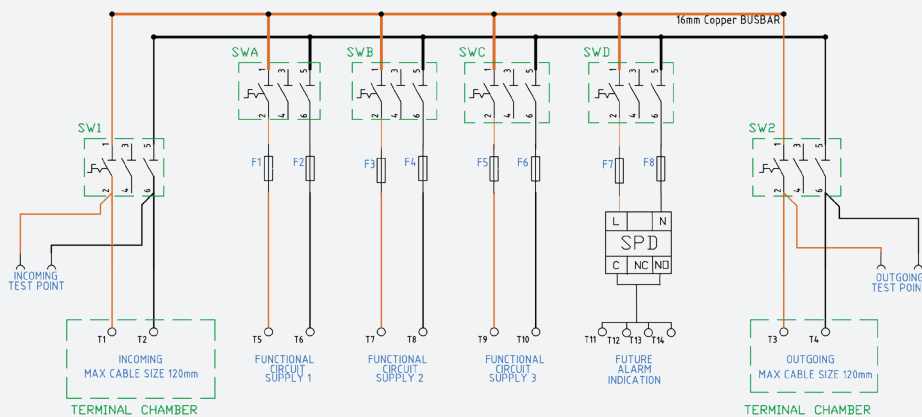 16mm Copper BUSBAR
SWA
SWB
SWC
SWD
1 3 5
1 3 5
1 3 5
1 3 5
2 4 6
2 4 6
2 4 6
2 4 6
SW1
SW2
1 3 5
1 3 5
2 4 6
2 4 6
F1
F2
F3
F4
F5
F6
F7
F8
L
N
SPD
C
NC
NO
INCOMING
TEST POINT
OUTGOING
TEST POINT
T1
T2
T5
T6
T7
T8
T9
T10
T11
T12
T13
T14
T3
T4
INCOMING
MAX CABLE SIZE 120mm
FUNCTIONAL
CIRCUIT
SUPPLY 1
FUNCTIONAL
CIRCUIT
SUPPLY 2
FUNCTIONAL
CIRCUIT
SUPPLY 3
FUTURE
ALARM
INDICATION
OUTGOING
MAX CABLE SIZE 120mm
TERMINAL CHAMBER
TERMINAL CHAMBER